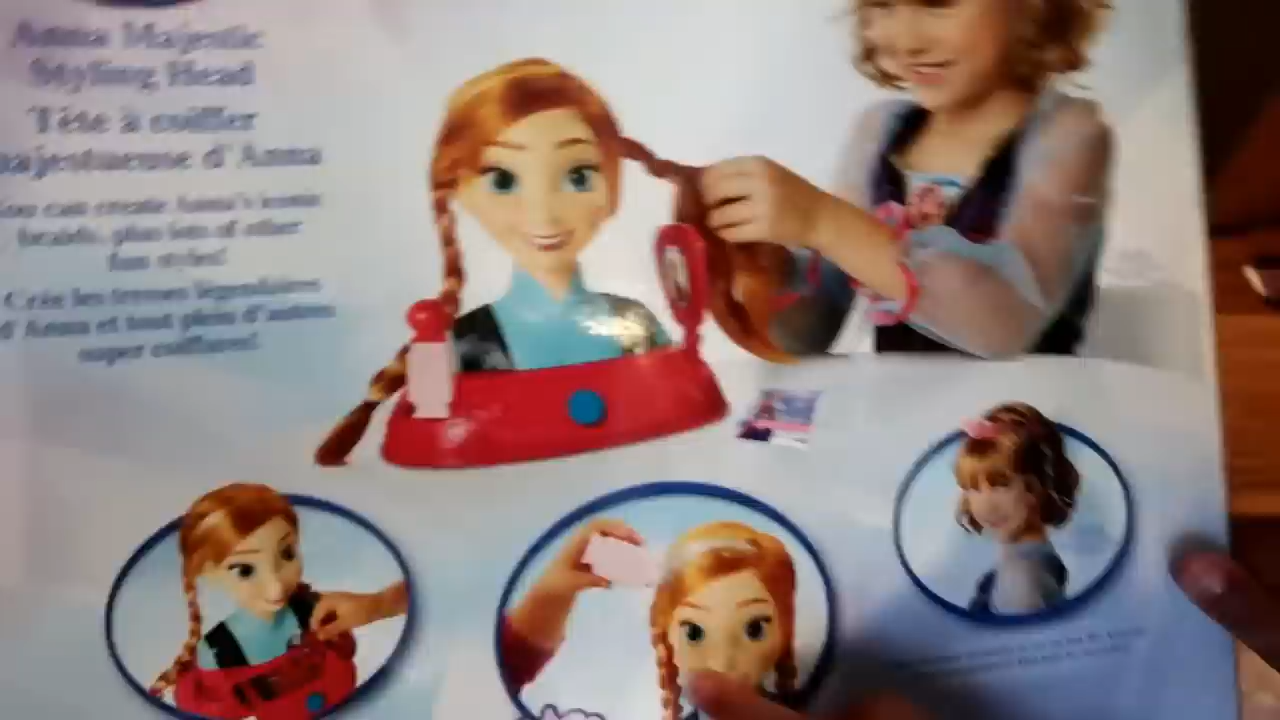 Anna Majestic
Styling Head
Tête à coiffer
majestueuse d'Anna
You can create Anna's iconic
braids, plus lots of other
fun styles!
Crée les tresses légendaires
d'Anna et tout plein d'autres
super coiffures!